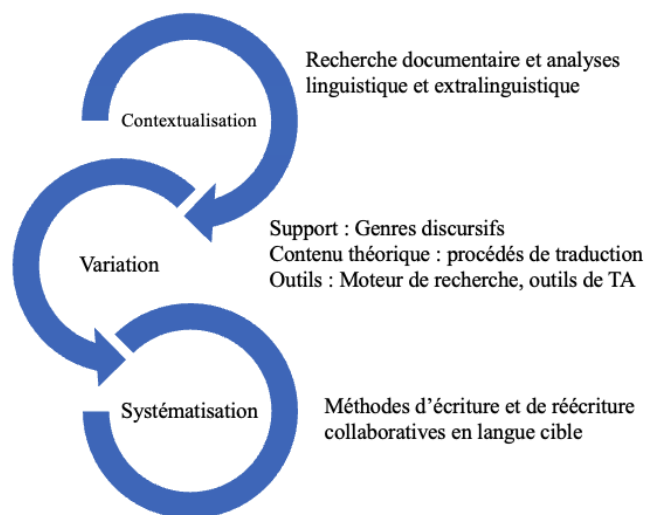 Contextualisation
Recherche documentaire et analyses
linguistique et extralinguistique
Variation
Support : Genres discursifs
Contenu théorique : procédés de traduction
Outils : Moteur de recherche, outils de TA
Systématisation
Méthodes d’écriture et de réécriture
collaboratives en langue cible